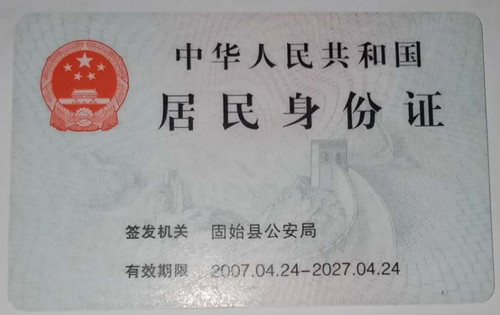 中华人民共和国
居民身份证
签发机关 固始县公安局
有效期限 2007.04.24-2027.04.24